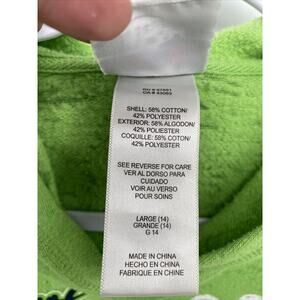 SHELL: 58% COTTON/
42% POLYESTER
EXTERIOR: 58% ALGODON/
42% POLYESTER
COQUILLE: 58% COTON/
42% POLYESTER
SEE REVERSE FOR CARE
VER AL DORSO PARA
CUIDADO
VOIR AU VERSO
POUR SOINS
LARGE (14)
GRANDE (14)
G 14
MADE IN CHINA
HECHO EN CHINA
FABRIQUE EN CHINE